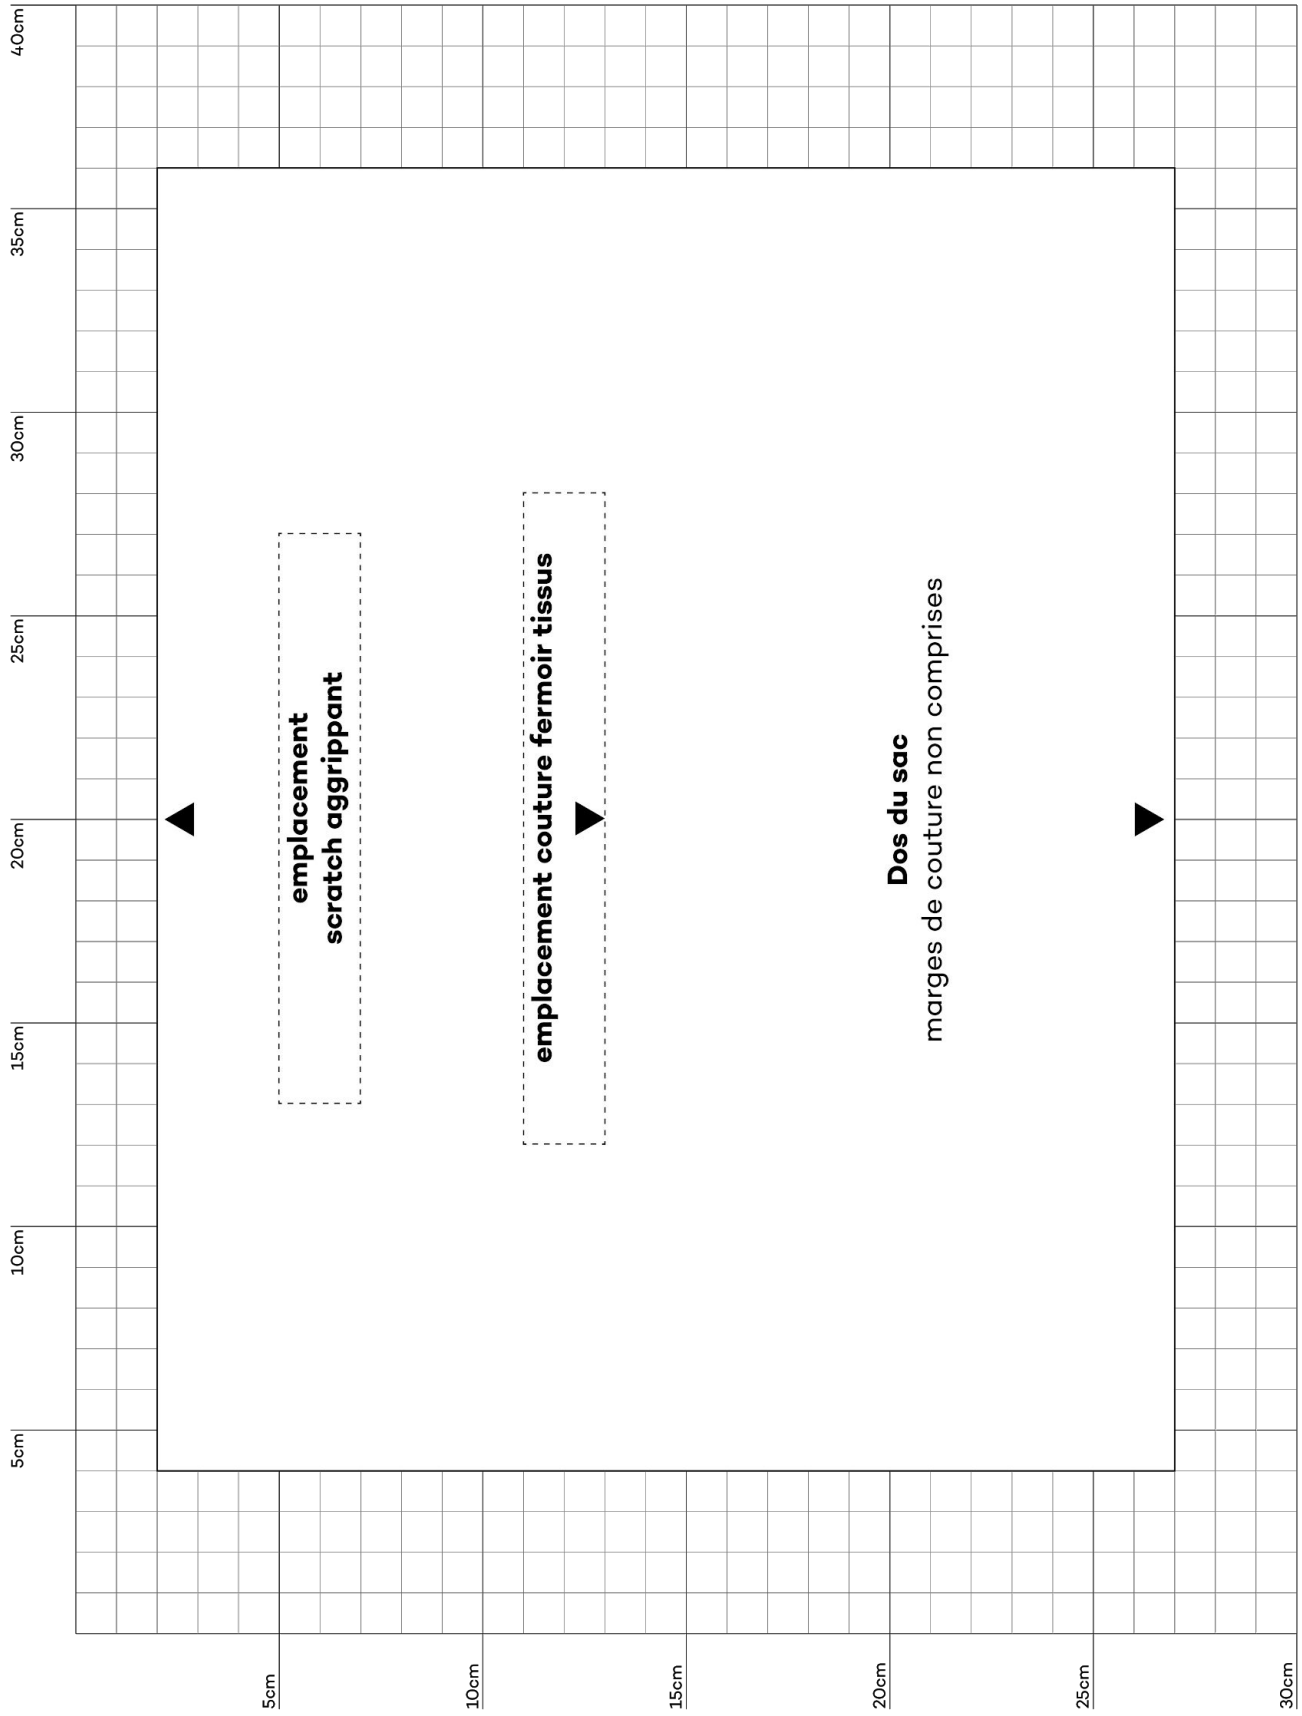 40cm
35cm
30cm
25cm
20cm
15cm
10cm
5cm
emplacement
scratch aggrippant
emplacement couture fermoir tissus
Dos du sac
marges de couture non comprises
5cm
10cm
15cm
20cm
25cm
30cm